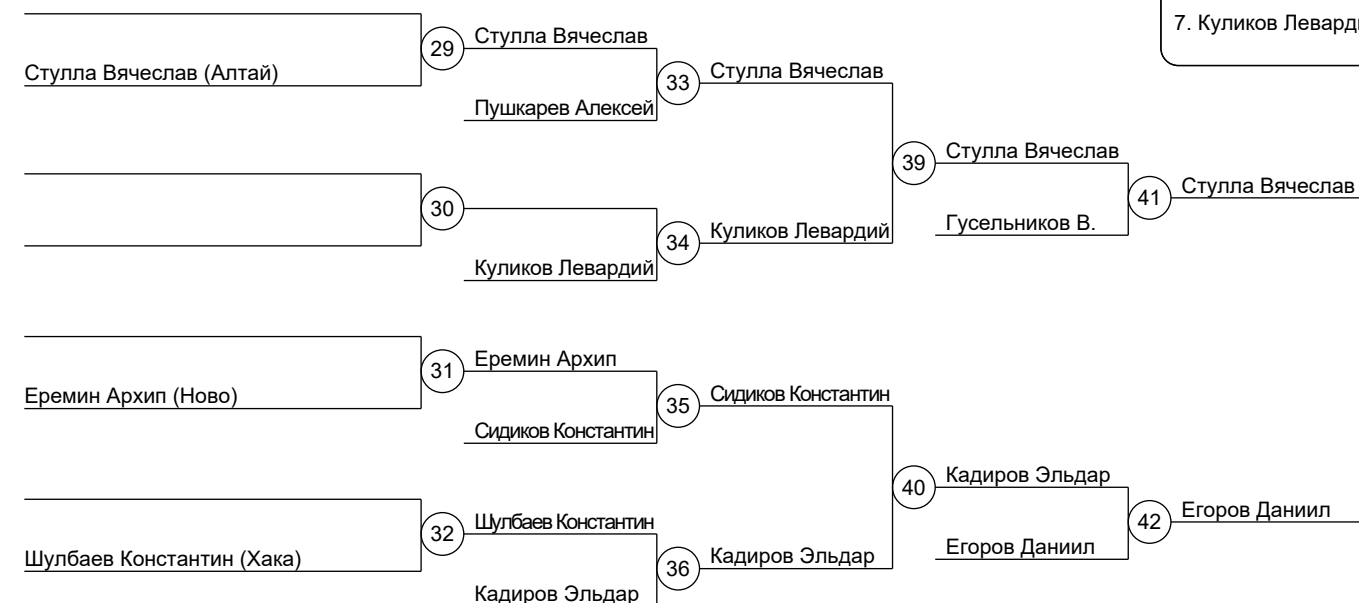 7. Куликов Леварди
29
Стулла Вячеслав
Стулла Вячеслав (Алтай)
33
Стулла Вячеслав
Пушкарев Алексей
39
Стулла Вячеслав
41
Стулла Вячеслав
30
34
Куликов Левардий
Гусельников В.
Куликов Левардий
31
Еремин Архип
Еремин Архип (Ново)
35
Сидиков Константин
Сидиков Константин
40
Кадиров Эльдар
42
Егоров Даниил
32
Шулбаев Константин
Егоров Даниил
Шулбаев Константин (Хака)
36
Кадиров Эльдар
Кадиров Эльдар